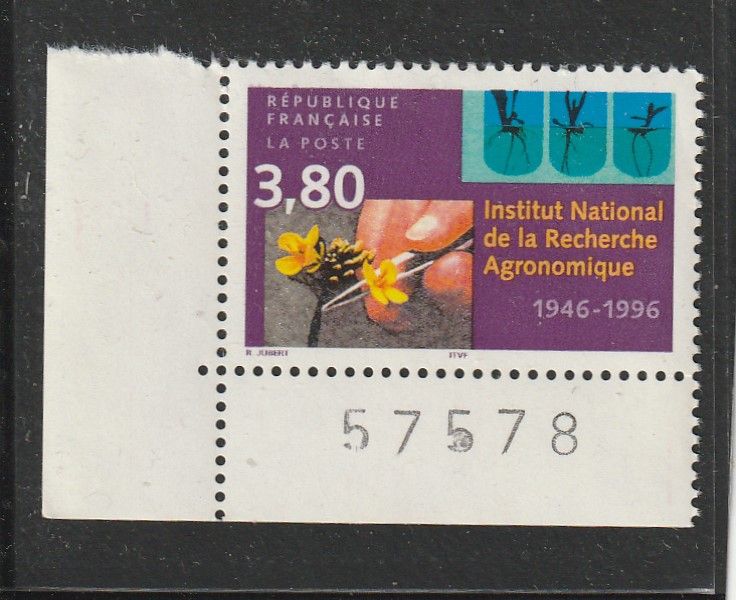 RÉPUBLIQUE
FRANÇAISE
LA POSTE
3,80
Institut National
de la Recherche
Agronomique
1946-1996
R. JUBERT
ITVF
57578